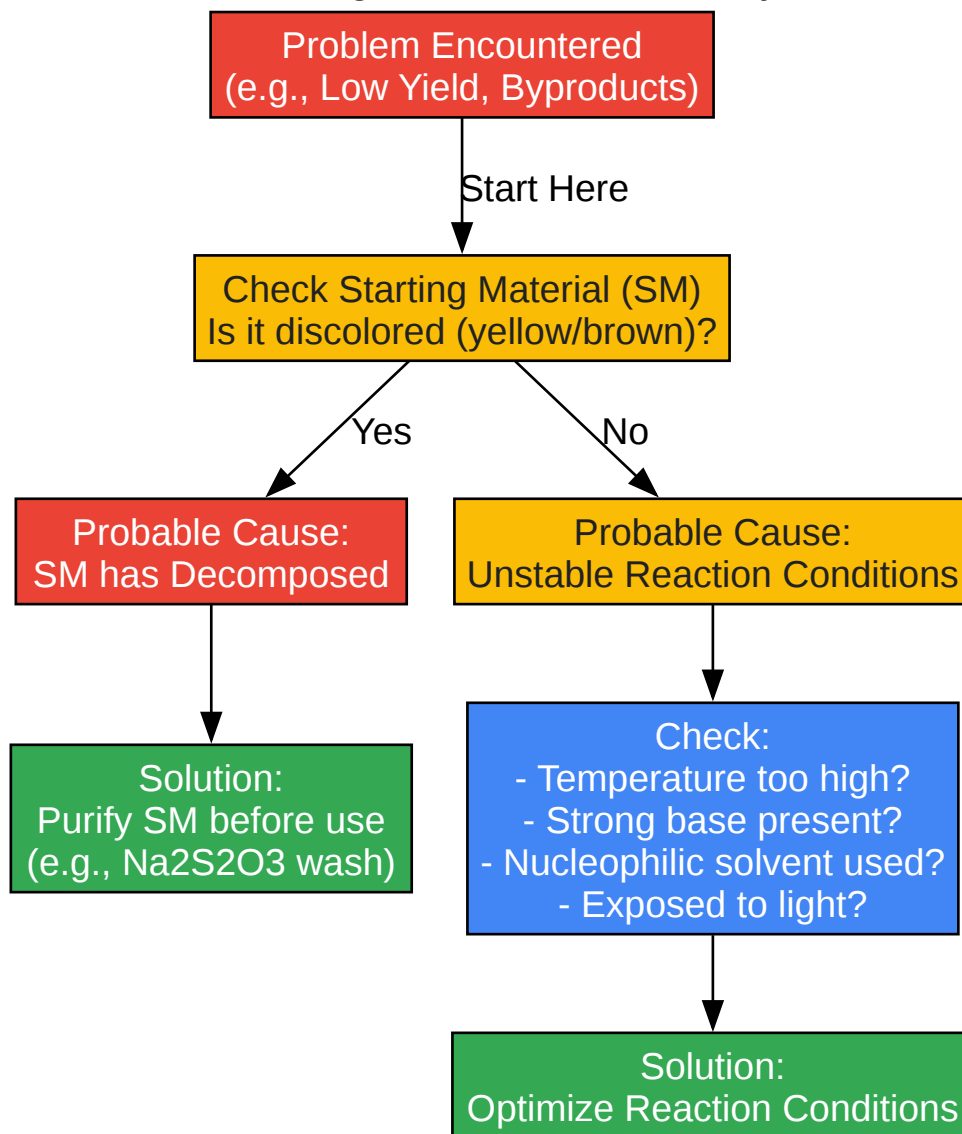 Problem Encountered
(e.g., Low Yield, Byproducts)
Start Here
Check Starting Material (SM)
Is it discolored (yellow/brown)?
Yes
No
Probable Cause:
SM has Decomposed
Probable Cause:
Unstable Reaction Conditions
Solution:
Purify SM before use
(e.g., Na2S2O3 wash)
Check:
- Temperature too high?
- Strong base present?
- Nucleophilic solvent used?
- Exposed to light?
Solution:
Optimize Reaction Conditions